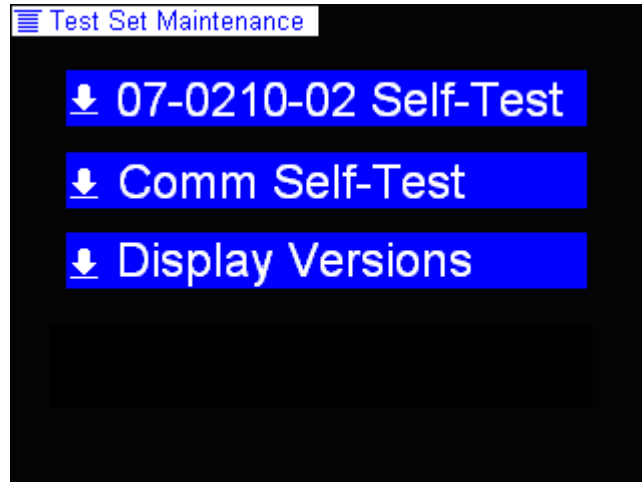 Test Set Maintenance
07-0210-02 Self-Test
Comm Self-Test
Display Versions